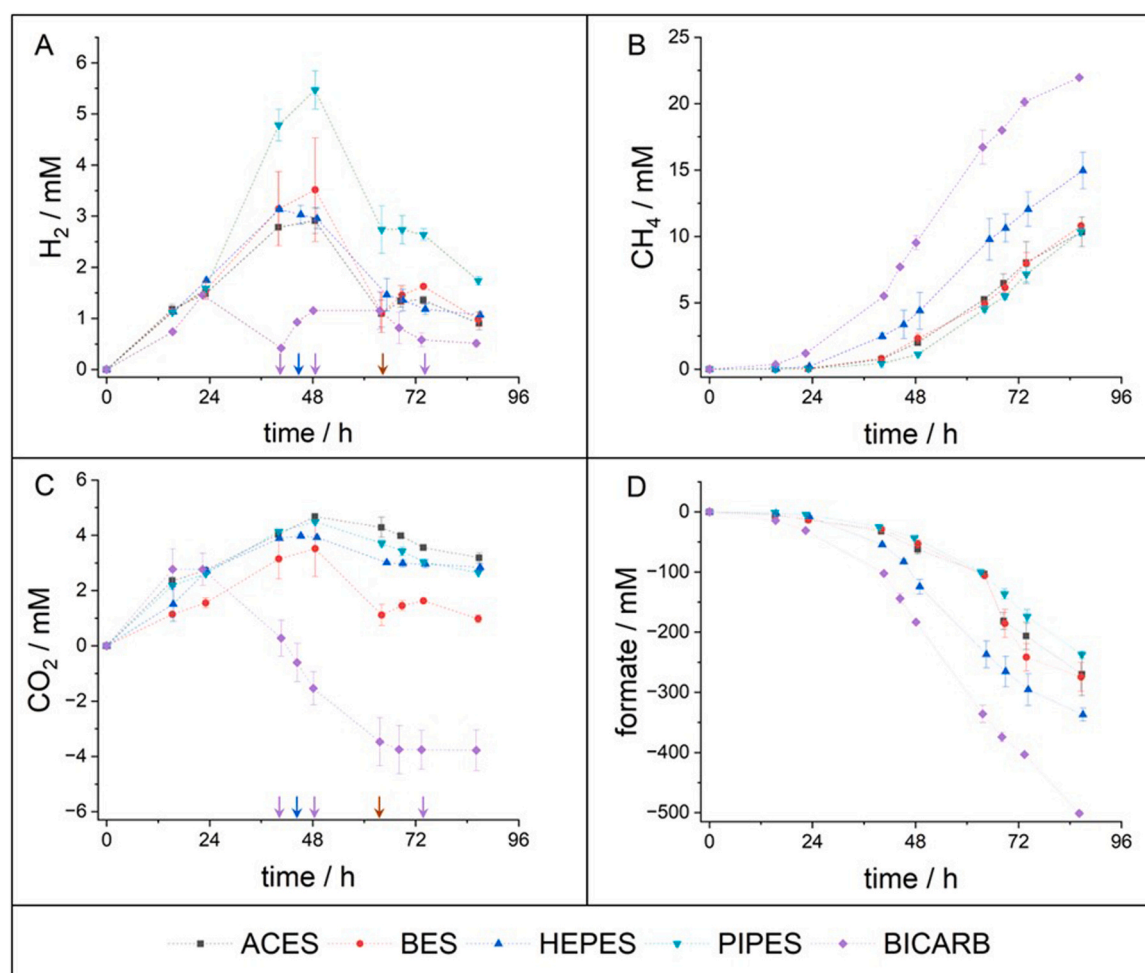 A
H₂ / mM
6
5
4
3
2
1
0
0 24 48 72 96
time / h
B
CH₄ / mM
25
20
15
10
5
0
0 24 48 72 96
time / h
C
CO₂ / mM
6
4
2
0
−2
−4
−6
0 24 48 72 96
time / h
D
formate / mM
0
−100
−200
−300
−400
−500
0 24 48 72 96
time / h
ACES BES HEPES PIPES BICARB